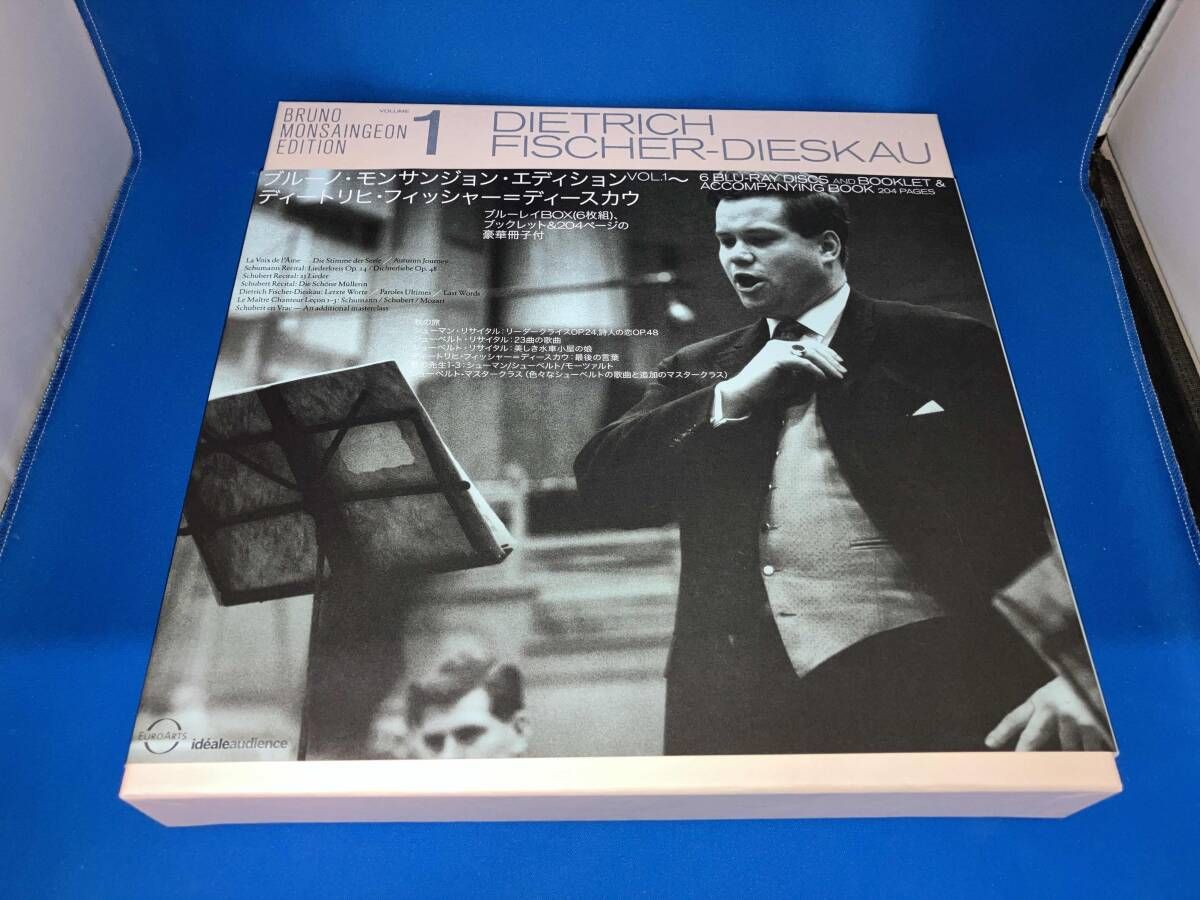 BRUNO
MONSAINGEON
EDITION
VOLUME
1
DIETRICH
FISCHER-DIESKAU
ブルーノ・モンサンジョン・エディションVOL.1〜
ディートリヒ・フィッシャー=ディースカウ
6 BLU-RAY DISCS AND BOOKLET &
ACCOMPANYING BOOK 204 PAGES
ブルーレイBOX(6枚組)、
ブックレット&204ページの
豪華冊子付
La Voix de l'Âme Die Stimme der Seele / Autumn Journey
Schumann Recital: Liederkreis Op. 24 / Dichterliebe Op. 48
Schubert Recital: 23 Lieder
Schubert Recital: Die Schöne Müllerin
Dietrich Fischer-Dieskau: Letzte Worte / Paroles Ultimes / Last Words
Le Maître Chanteur Leçon 1-3: Schumann / Schubert / Mozart
Schubert en Vrac — An additional masterclass
秋の旅
シューマン・リサイタル:リーダークライスOP.24,詩人の恋OP.48
シューベルト・リサイタル:23曲の歌曲
シューベルト・リサイタル:美しき水車小屋の娘
ディートリヒ・フィッシャー=ディースカウ:最後の言葉
の先生1-3:シューマン/シューベルト/モーツァルト
シューベルト・マスタークラス(色々なシューベルトの歌曲と追加のマスタークラス)
EUROARTS
idéaleaudience